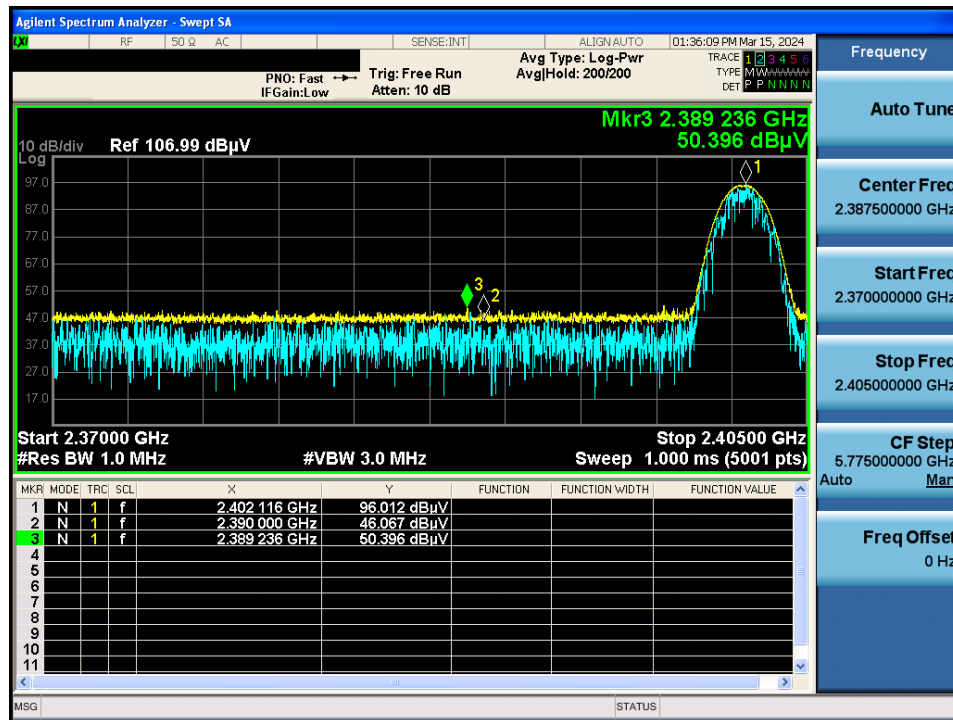 Agilent Spectrum Analyzer - Swept SA
LXI RF 50 Ω AC SENSE:INT ALIGN AUTO 01:36:09 PM Mar 15, 2024
Frequency
PNO: Fast Trig: Free Run Avg Type: Log-Pwr TRACE 1 2 3 4 5 6
IFGain:Low Atten: 10 dB Avg|Hold: 200/200 TYPE M W
DET P P N N N N
Auto Tune
Mkr3 2.389 236 GHz
50.396 dBµV
10 dB/div Ref 106.99 dBµV
Log
97.0
87.0
77.0
67.0
57.0
47.0
37.0
27.0
17.0
1
3
2
Start 2.37000 GHz Stop 2.40500 GHz
#Res BW 1.0 MHz #VBW 3.0 MHz Sweep 1.000 ms (5001 pts)
Center Freq
2.387500000 GHz
Start Freq
2.370000000 GHz
Stop Freq
2.405000000 GHz
CF Step
5.775000000 GHz
Auto Man
Freq Offset
0 Hz
MKR MODE TRC SCL X Y FUNCTION FUNCTION WIDTH FUNCTION VALUE
1 N 1 f 2.402 116 GHz 96.012 dBµV
2 N 1 f 2.390 000 GHz 46.067 dBµV
3 N 1 f 2.389 236 GHz 50.396 dBµV
4
5
6
7
8
9
10
11
MSG STATUS